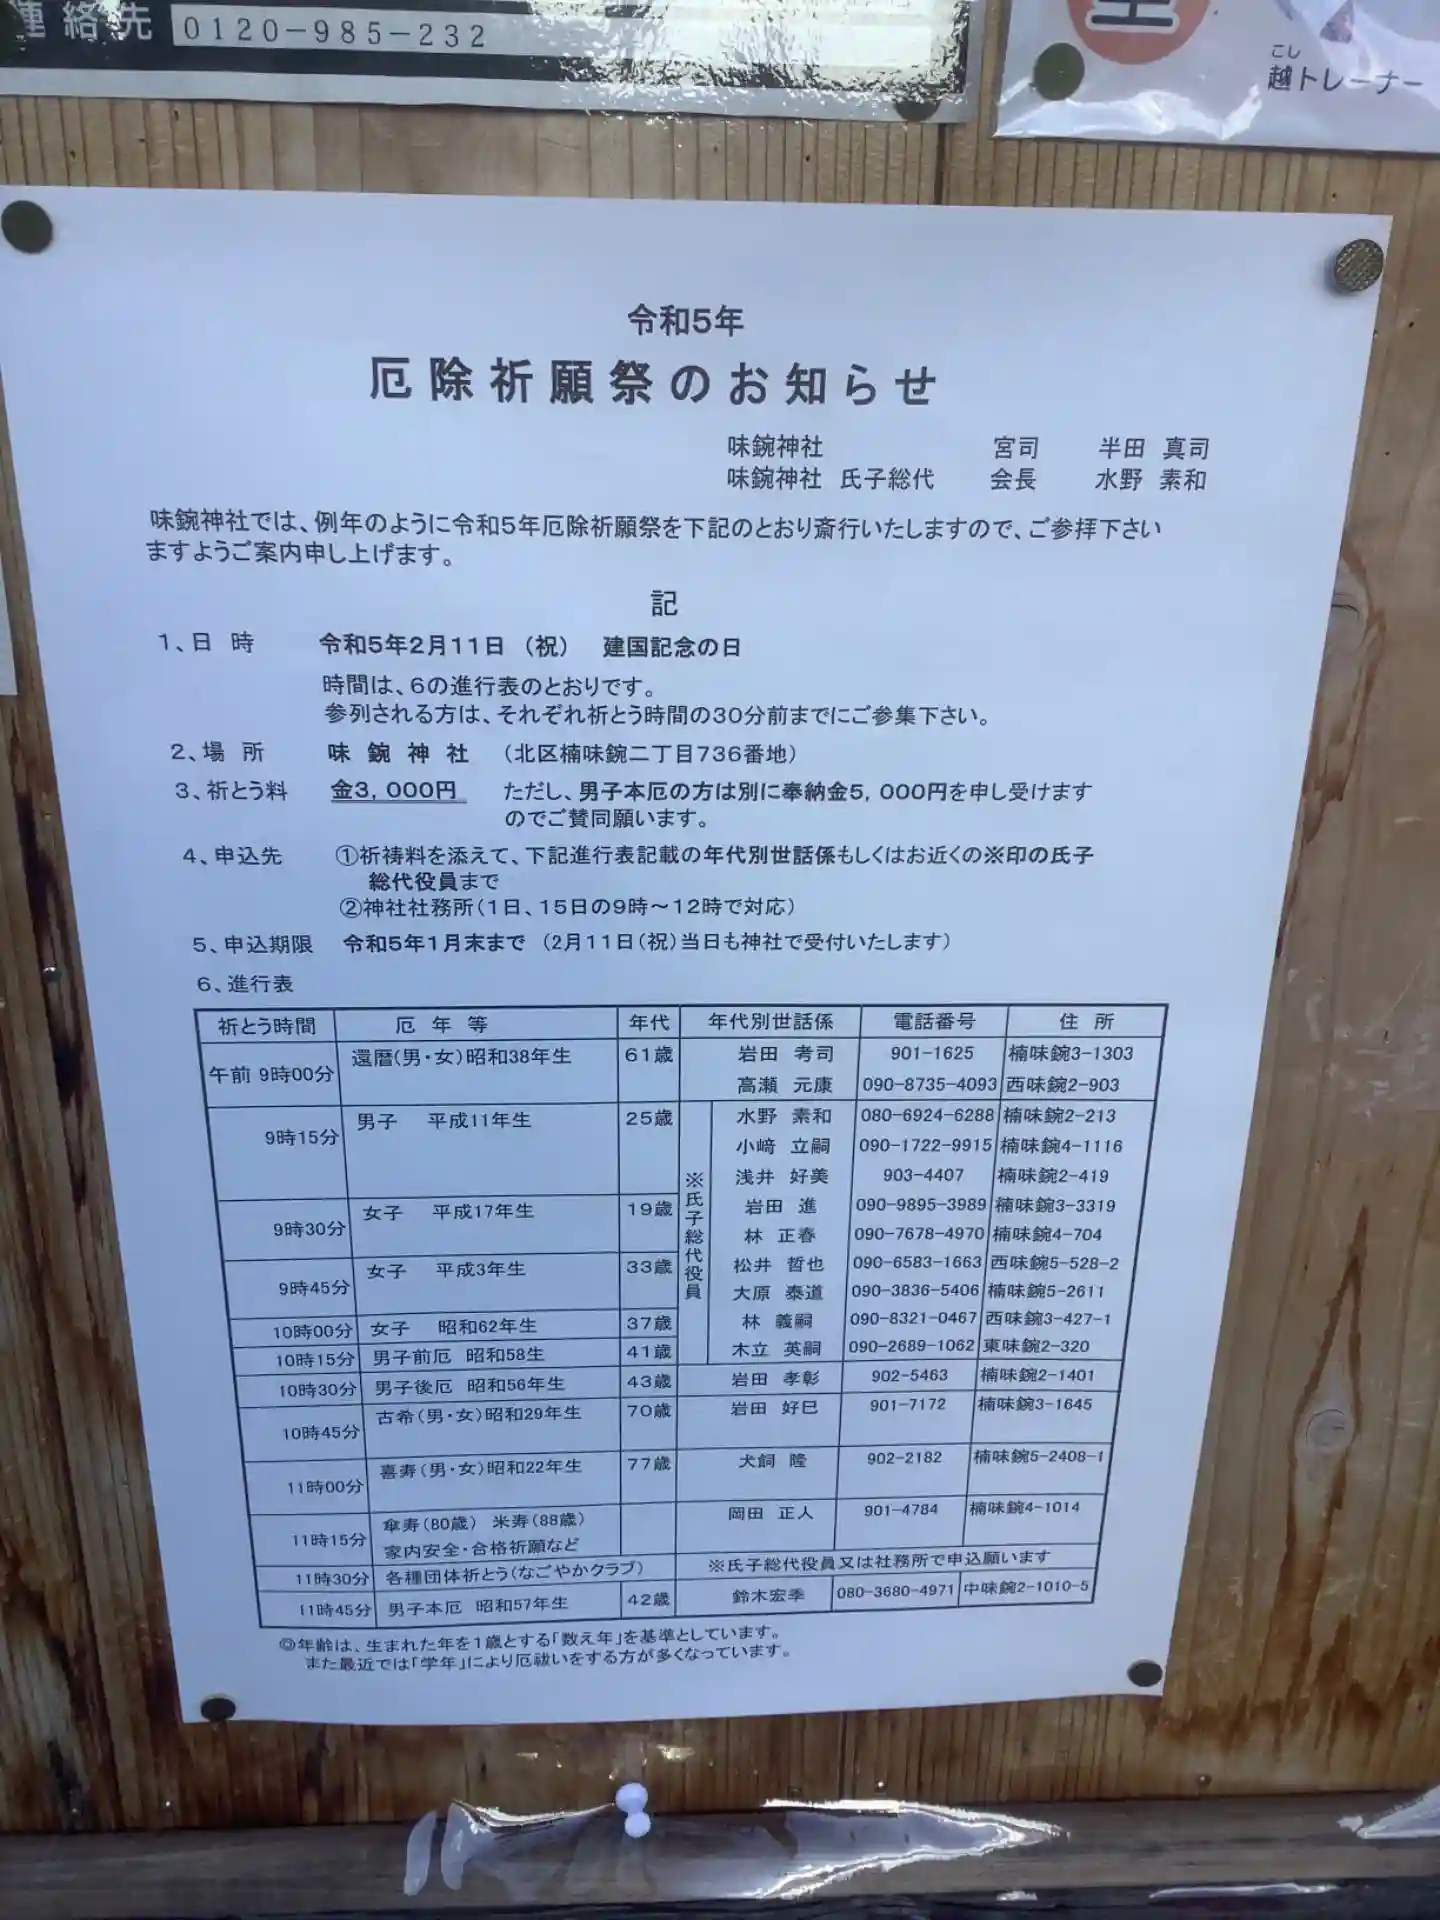 連絡先 0120-985-232
こし
越トレーナー
令和5年
厄除祈願祭のお知らせ
味鋺神社 宮司 半田 真司
味鋺神社 氏子総代 会長 水野 素和
味鋺神社では、例年のように令和5年厄除祈願祭を下記のとおり斎行いたしますので、ご参拝下さい
ますようご案内申し上げます。
記
1、日 時 令和5年2月11日 (祝) 建国記念の日
時間は、6の進行表のとおりです。
参列される方は、それぞれ祈とう時間の30分前までにご参集下さい。
2、場 所 味 鋺 神 社 (北区楠味鋺二丁目736番地)
3、祈とう料 金3,000円 ただし、男子本厄の方は別に奉納金5,000円を申し受けます
のでご賛同願います。
4、申込先 ①祈祷料を添えて、下記進行表記載の年代別世話係もしくはお近くの※印の氏子
総代役員まで
②神社社務所(1日、15日の9時~12時で対応)
5、申込期限 令和5年1月末まで (2月11日(祝)当日も神社で受付いたします)
6、進行表
祈とう時間 厄 年 等 年代 年代別世話係 電話番号 住 所
午前 9時00分 還暦(男・女)昭和38年生 61歳 岩田 考司 901-1625 楠味鋺3-1303
高瀬 元康 090-8735-4093 西味鋺2-903
9時15分 男子 平成11年生 25歳 ※氏子総代役員 水野 素和 080-6924-6288 楠味鋺2-213
小﨑 立嗣 090-1722-9915 楠味鋺4-1116
浅井 好美 903-4407 楠味鋺2-419
9時30分 女子 平成17年生 19歳 岩田 進 090-9895-3989 楠味鋺3-3319
林 正春 090-7678-4970 楠味鋺4-704
9時45分 女子 平成3年生 33歳 松井 哲也 090-6583-1663 西味鋺5-528-2
大原 泰道 090-3836-5406 楠味鋺5-2611
10時00分 女子 昭和62年生 37歳 林 義嗣 090-8321-0467 西味鋺3-427-1
10時15分 男子前厄 昭和58生 41歳 木立 英嗣 090-2689-1062 東味鋺2-320
10時30分 男子後厄 昭和56年生 43歳 岩田 孝彰 902-5463 楠味鋺2-1401
10時45分 古希(男・女)昭和29年生 70歳 岩田 好巳 901-7172 楠味鋺3-1645
11時00分 喜寿(男・女)昭和22年生 77歳 犬飼 隆 902-2182 楠味鋺5-2408-1
11時15分 傘寿(80歳) 米寿(88歳) 岡田 正人 901-4784 楠味鋺4-1014
家内安全・合格祈願など
11時30分 各種団体祈とう(なごやかクラブ) ※氏子総代役員又は社務所で申込願います
11時45分 男子本厄 昭和57年生 42歳 鈴木宏季 080-3680-4971 中味鋺2-1010-5
◎年齢は、生まれた年を1歳とする「数え年」を基準としています。
また最近では「学年」により厄祓いをする方が多くなっています。